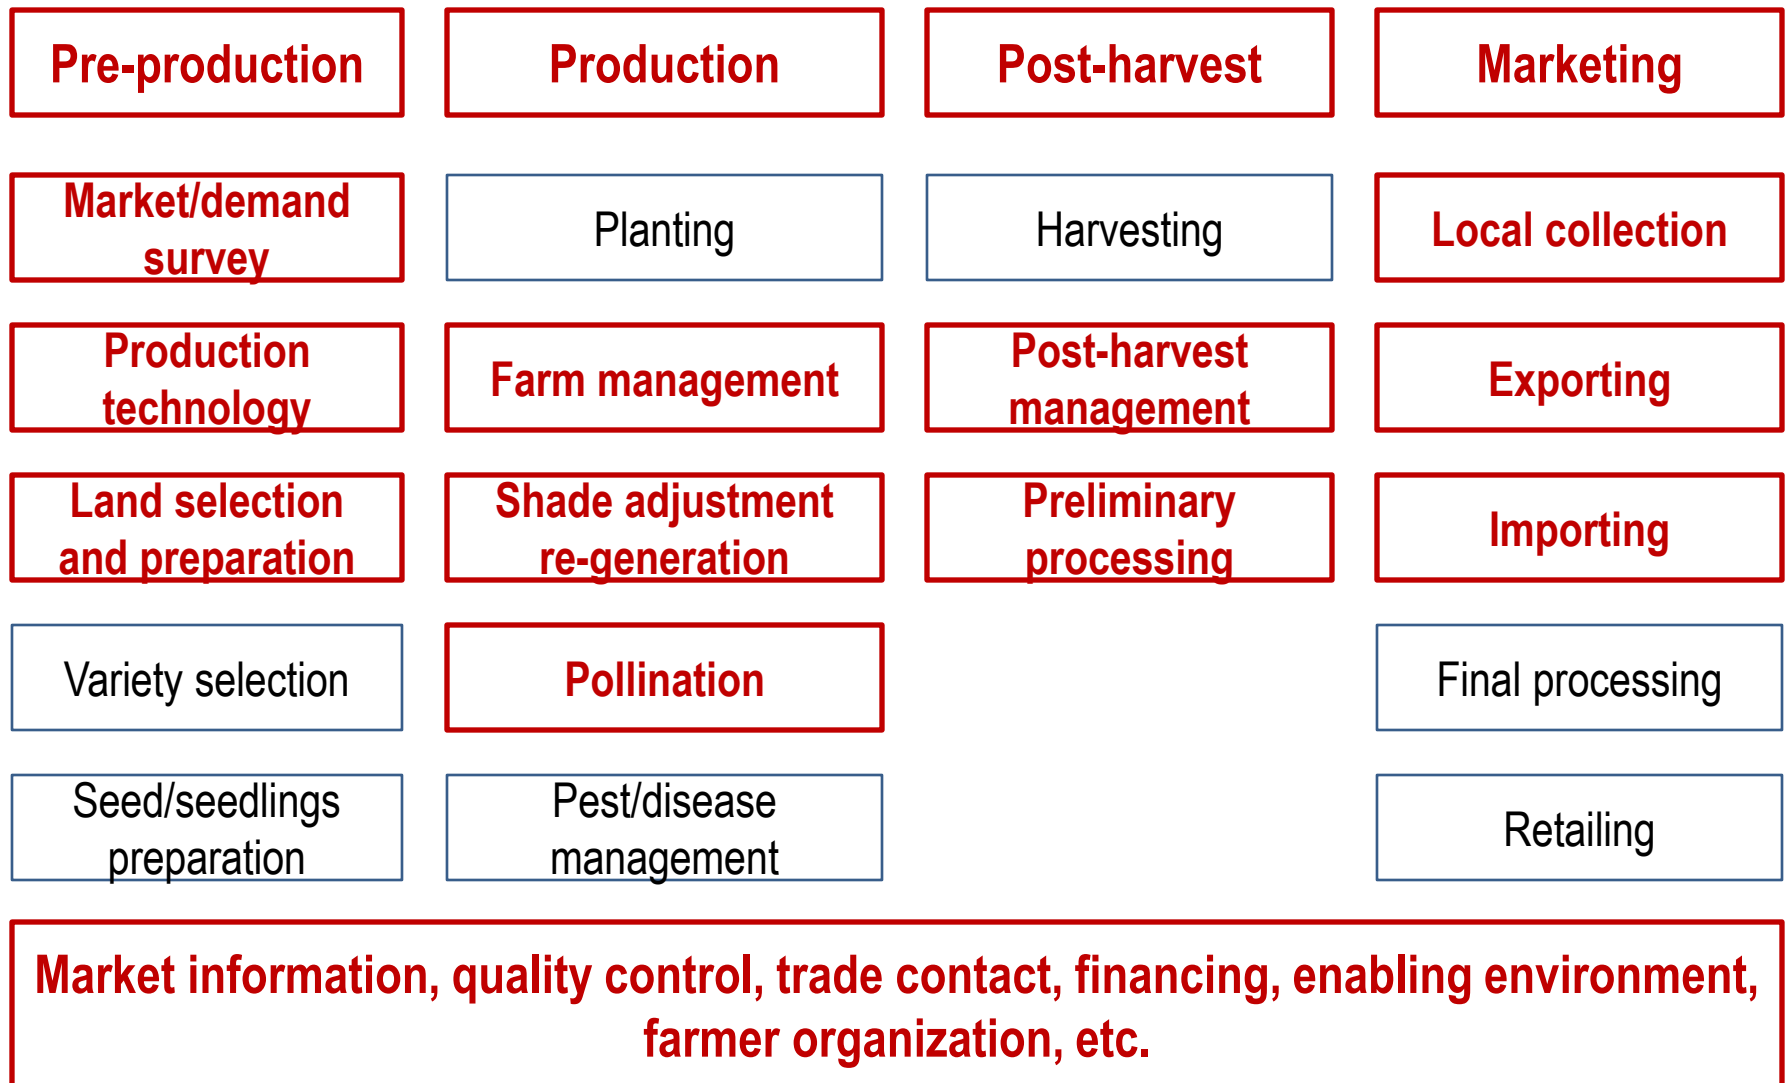 Pre-production
Production
Post-harvest
Marketing
Market/demand
survey
Planting
Harvesting
Local collection
Production
technology
Farm management
Post-harvest
management
Exporting
Land selection
and preparation
Shade adjustment
re-generation
Preliminary
processing
Importing
Variety selection
Pollination
Final processing
Seed/seedlings
preparation
Pest/disease
management
Retailing
Market information, quality control, trade contact, financing, enabling environment,
farmer organization, etc.